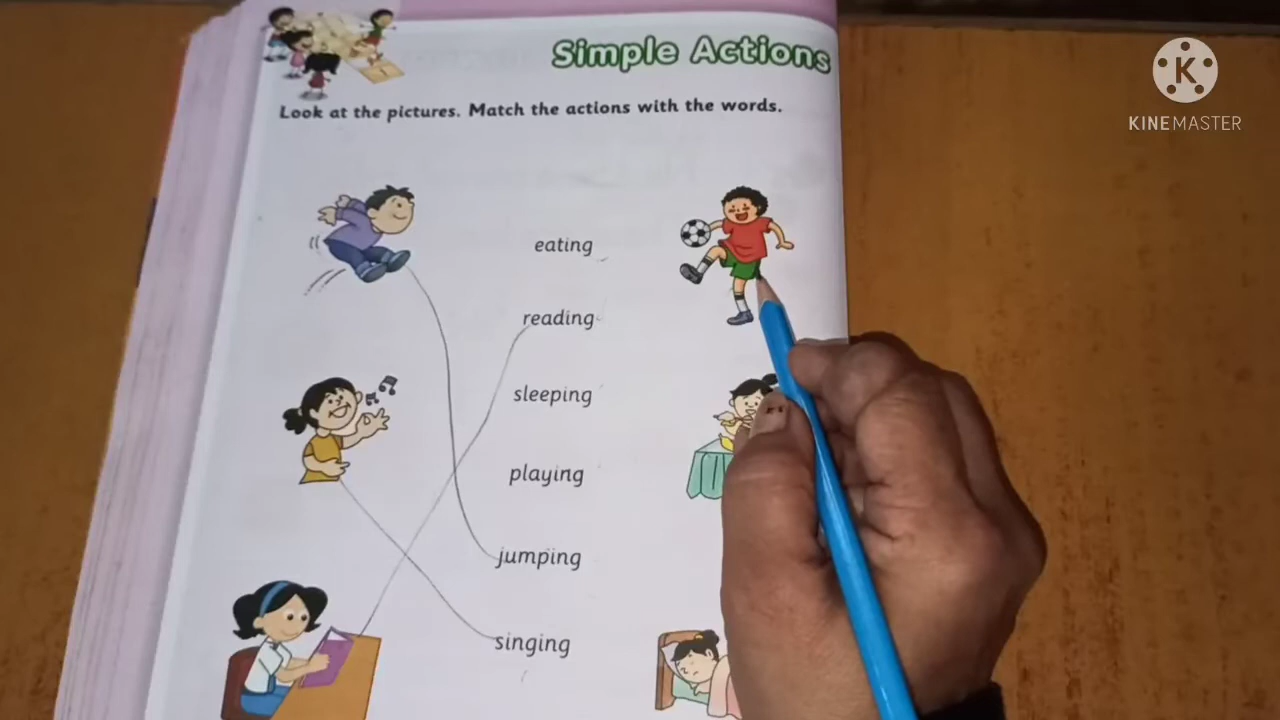 Simple Actions
Look at the pictures. Match the actions with the words.
eating
reading
sleeping
playing
jumping
singing
K
KINEMASTER